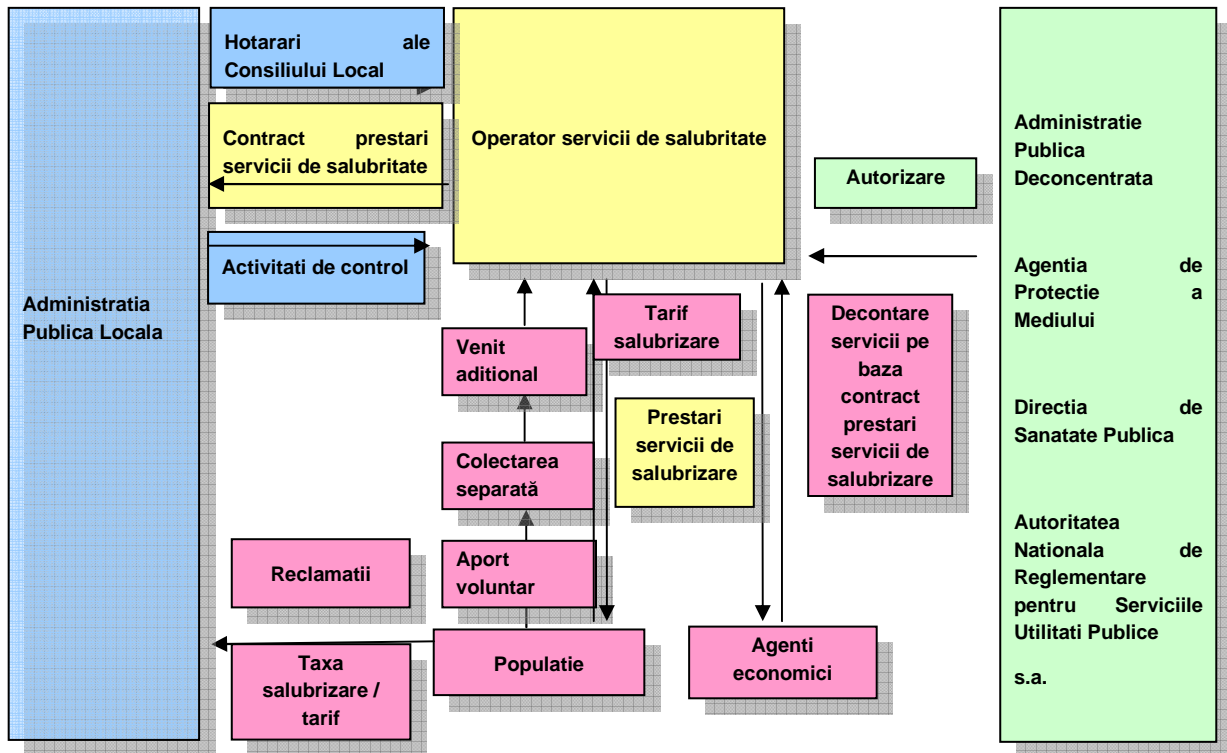 Hotarari ale
Consiliului Local
Contract prestari
servicii de salubritate
Activitati de control
Administratia
Publica Locala
Operator servicii de salubritate
Autorizare
Administratie
Publica
Deconcentrata
Agentia de
Protectie a
Mediului
Directia de
Sanatate Publica
Autoritatea
Nationala de
Reglementare
pentru Serviciile
Utilitati Publice
s.a.
Tarif
salubrizare
Venit
aditional
Decontare
servicii pe
baza
contract
prestari
servicii de
salubrizare
Prestari
servicii de
salubrizare
Colectarea
separată
Aport
voluntar
Reclamatii
Populatie
Agenti
economici
Taxa
salubrizare /
tarif